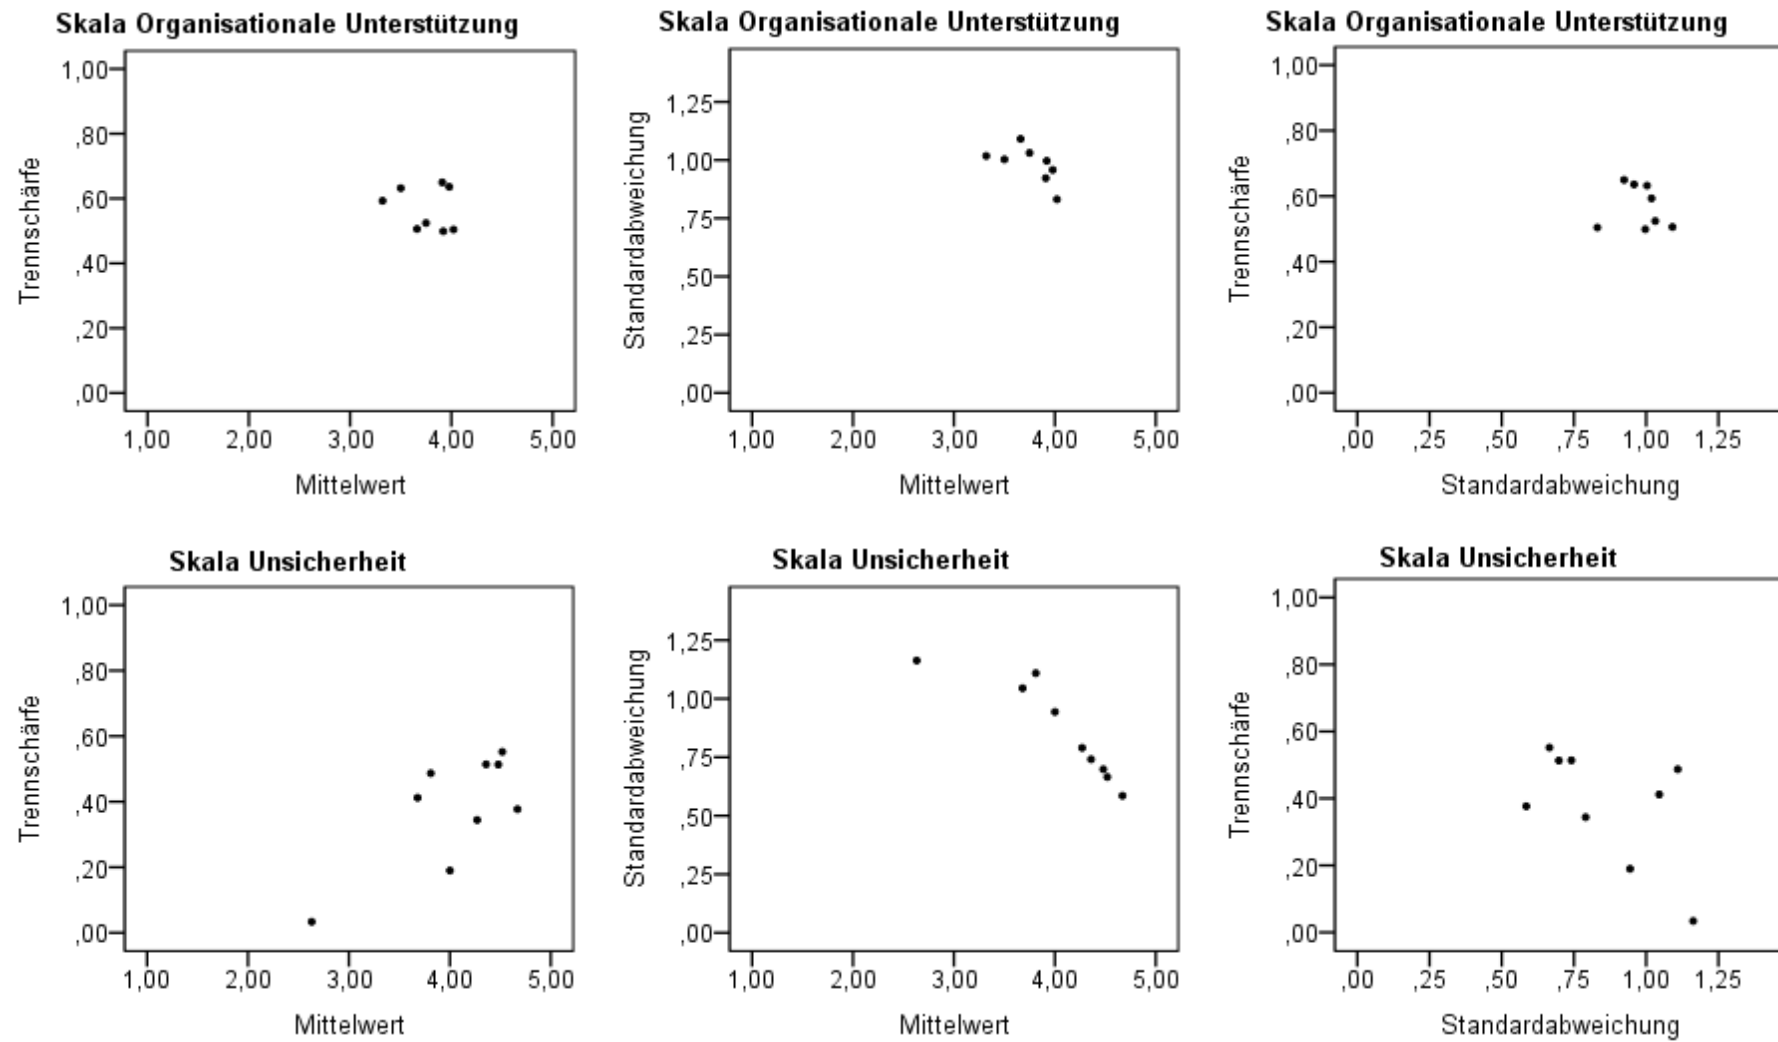 Skala Organisationale Unterstützung
Trennschärfe
1,00
,80
,60
,40
,20
,00
1,00 2,00 3,00 4,00 5,00
Mittelwert
Skala Organisationale Unterstützung
Standardabweichung
1,25
1,00
,75
,50
,25
,00
1,00 2,00 3,00 4,00 5,00
Mittelwert
Skala Organisationale Unterstützung
Trennschärfe
1,00
,80
,60
,40
,20
,00
,00 ,25 ,50 ,75 1,00 1,25
Standardabweichung
Skala Unsicherheit
Trennschärfe
1,00
,80
,60
,40
,20
,00
1,00 2,00 3,00 4,00 5,00
Mittelwert
Skala Unsicherheit
Standardabweichung
1,25
1,00
,75
,50
,25
,00
1,00 2,00 3,00 4,00 5,00
Mittelwert
Skala Unsicherheit
Trennschärfe
1,00
,80
,60
,40
,20
,00
,00 ,25 ,50 ,75 1,00 1,25
Standardabweichung